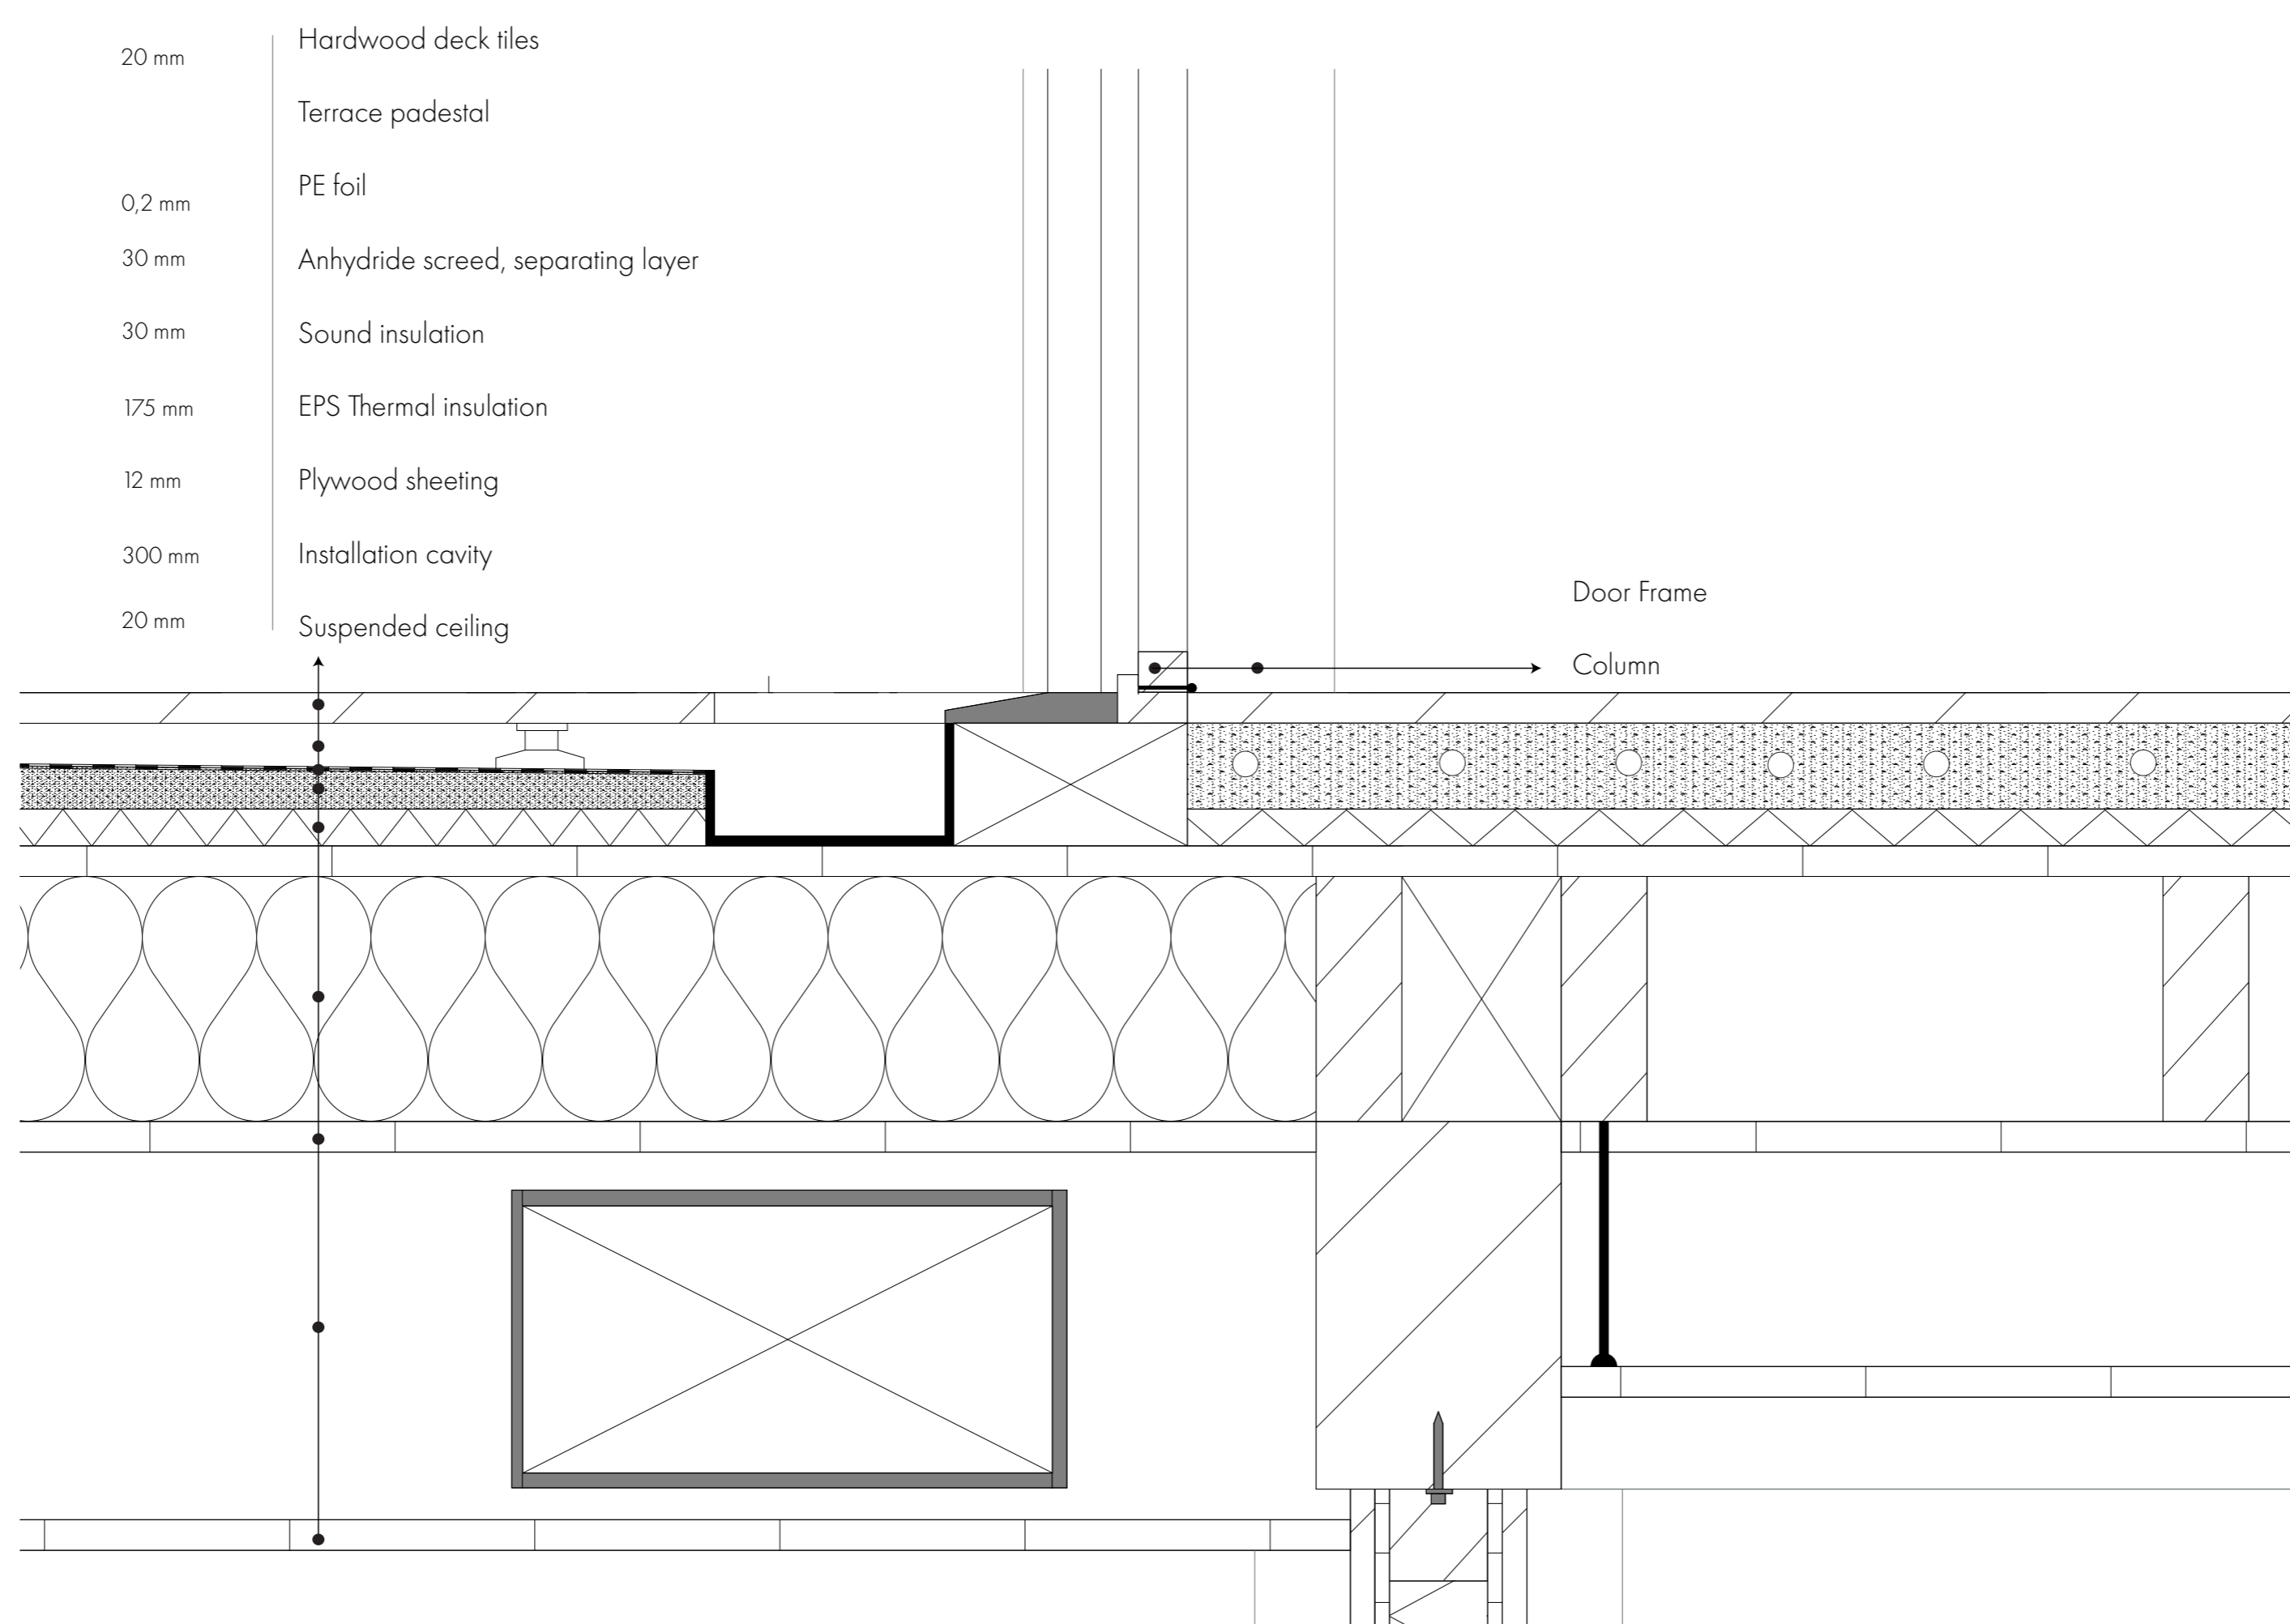 20 mm Hardwood deck tiles
Terrace padestal
0,2 mm PE foil
30 mm Anhydride screed, separating layer
30 mm Sound insulation
175 mm EPS Thermal insulation
12 mm Plywood sheeting
300 mm Installation cavity
20 mm Suspended ceiling
Door Frame
Column